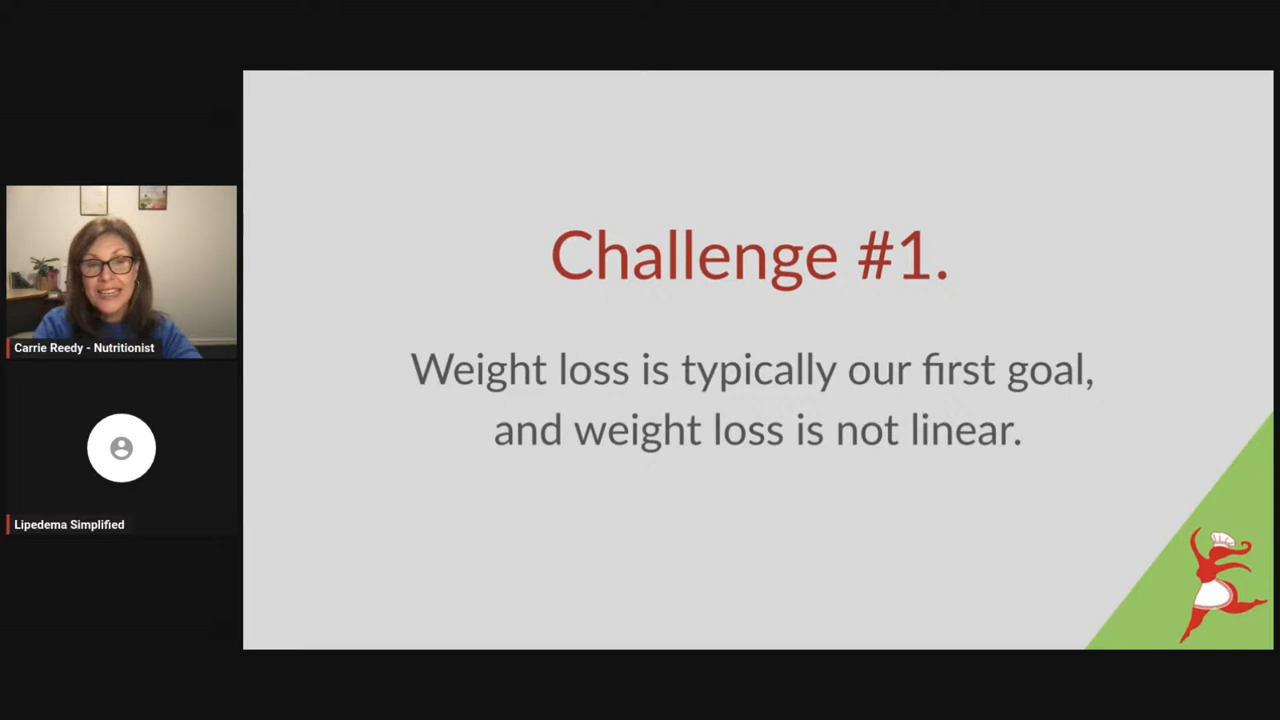 Carrie Reedy - Nutritionist
Lipedema Simplified
Challenge #1.
Weight loss is typically our first goal,
and weight loss is not linear.